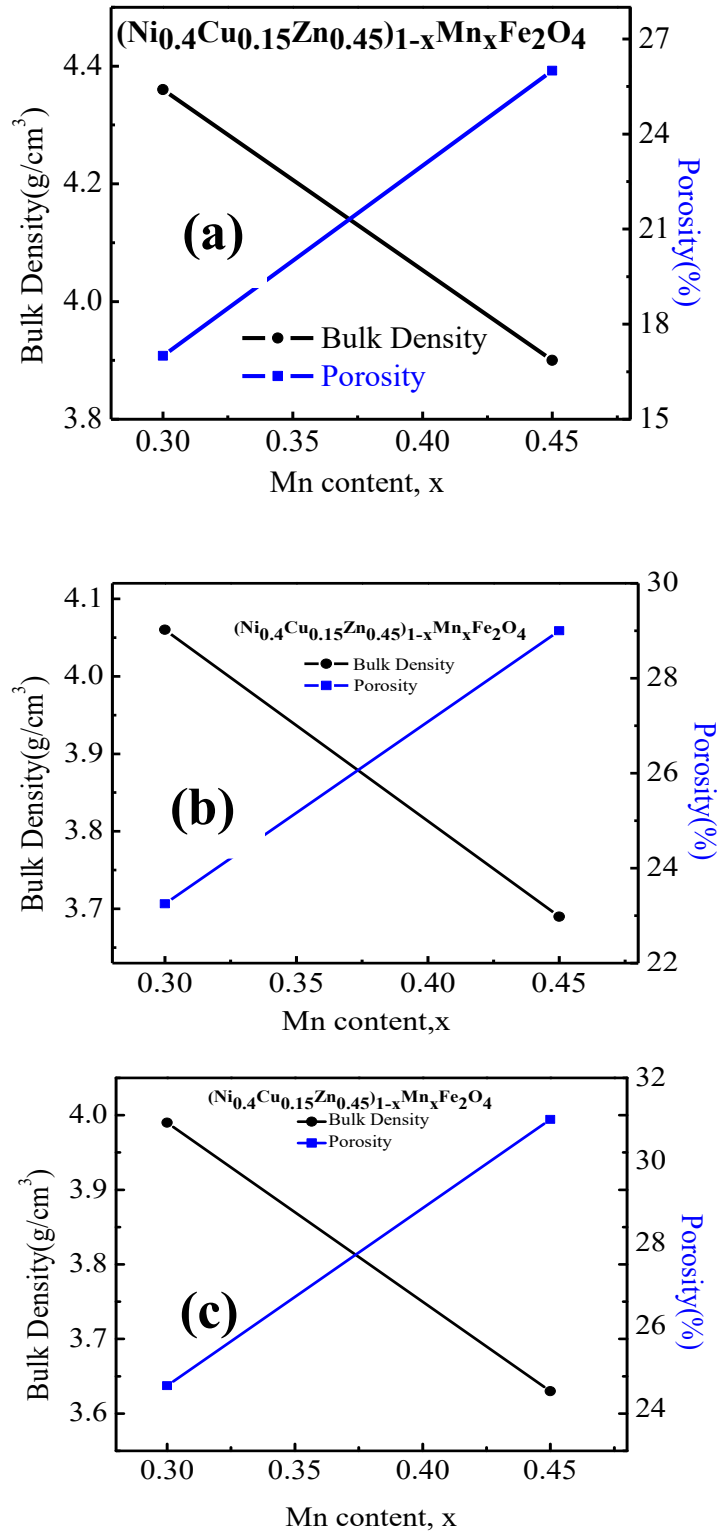 (Ni0.4Cu0.15Zn0.45)1-xMnxFe2O4
Bulk Density(g/cm3)
4.4
4.2
4.0
3.8
27
24
21
18
15
Porosity(%)
(a)
Bulk Density
Porosity
0.30 0.35 0.40 0.45
Mn content, x
Bulk Density(g/cm3)
4.1
4.0
3.9
3.8
3.7
30
28
26
24
22
Porosity(%)
(Ni0.4Cu0.15Zn0.45)1-xMnxFe2O4
Bulk Density
Porosity
(b)
0.30 0.35 0.40 0.45
Mn content,x
Bulk Density(g/cm3)
4.0
3.9
3.8
3.7
3.6
32
30
28
26
24
Porosity(%)
(Ni0.4Cu0.15Zn0.45)1-xMnxFe2O4
Bulk Density
Porosity
(c)
0.30 0.35 0.40 0.45
Mn content, x